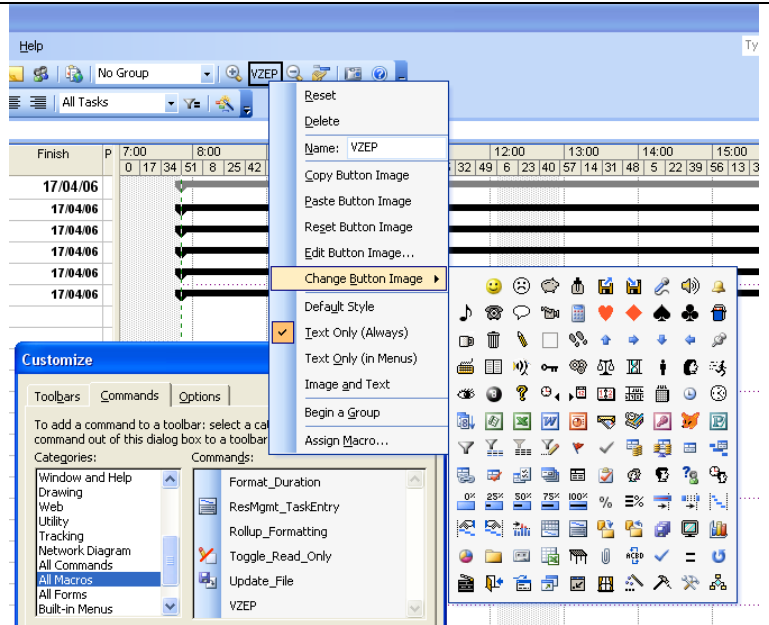 Help
Ty
No Group
VZEP
All Tasks
Y=
Reset
Delete
Name: VZEP
Copy Button Image
Paste Button Image
Reset Button Image
Edit Button Image...
Change Button Image
Default Style
Text Only (Always)
Text Only (in Menus)
Image and Text
Begin a Group
Assign Macro...
Finish P 7:00 8:00 12:00 13:00 14:00 15:00
0 17 34 51 8 25 42 32 49 6 23 40 57 14 31 48 5 22 39 56 13 3
17/04/06
17/04/06
17/04/06
17/04/06
17/04/06
17/04/06
0% 25% 50% 75% 100% %
Customize
Toolbars Commands Options
To add a command to a toolbar: select a ca
command out of this dialog box to a toolbar
Categories: Commands:
Window and Help
Drawing
Web
Utility
Tracking
Network Diagram
All Commands
All Macros
All Forms
Built-in Menus
Format_Duration
ResMgmt_TaskEntry
Rollup_Formatting
Toggle_Read_Only
Update_File
VZEP